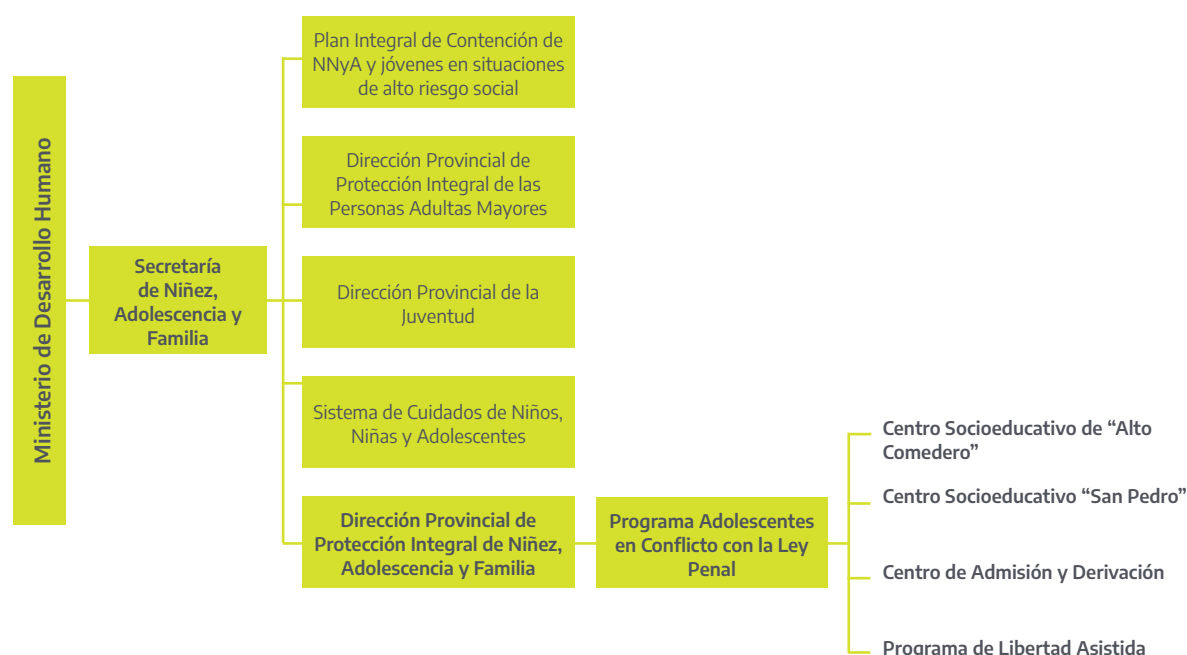 Ministerio de Desarrollo Humano
Secretaría
de Niñez,
Adolescencia y
Familia
Plan Integral de Contención de
NNyA y jóvenes en situaciones
de alto riesgo social
Dirección Provincial de
Protección Integral de las
Personas Adultas Mayores
Dirección Provincial de la
Juventud
Sistema de Cuidados de Niños,
Niñas y Adolescentes
Dirección Provincial de
Protección Integral de Niñez,
Adolescencia y Familia
Programa Adolescentes
en Conflicto con la Ley
Penal
Centro Socioeducativo de “Alto
Comedero”
Centro Socioeducativo “San Pedro”
Centro de Admisión y Derivación
Programa de Libertad Asistida